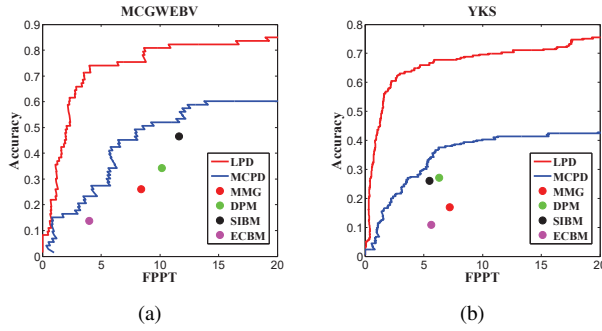 MCGWEBV
Accuracy
0.9
0.8
0.7
0.6
0.5
0.4
0.3
0.2
0.1
0
0 5 10 15 20
FPPT
LPD
MCPD
MMG
DPM
SIBM
ECBM
(a)
YKS
Accuracy
0.8
0.7
0.6
0.5
0.4
0.3
0.2
0.1
0
0 5 10 15 20
FPPT
LPD
MCPD
MMG
DPM
SIBM
ECBM
(b)